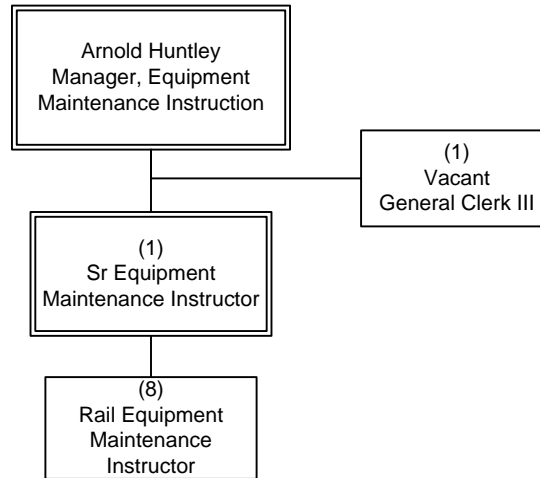 Arnold Huntley
Manager, Equipment
Maintenance Instruction
(1)
Vacant
General Clerk III
(1)
Sr Equipment
Maintenance Instructor
(8)
Rail Equipment
Maintenance
Instructor